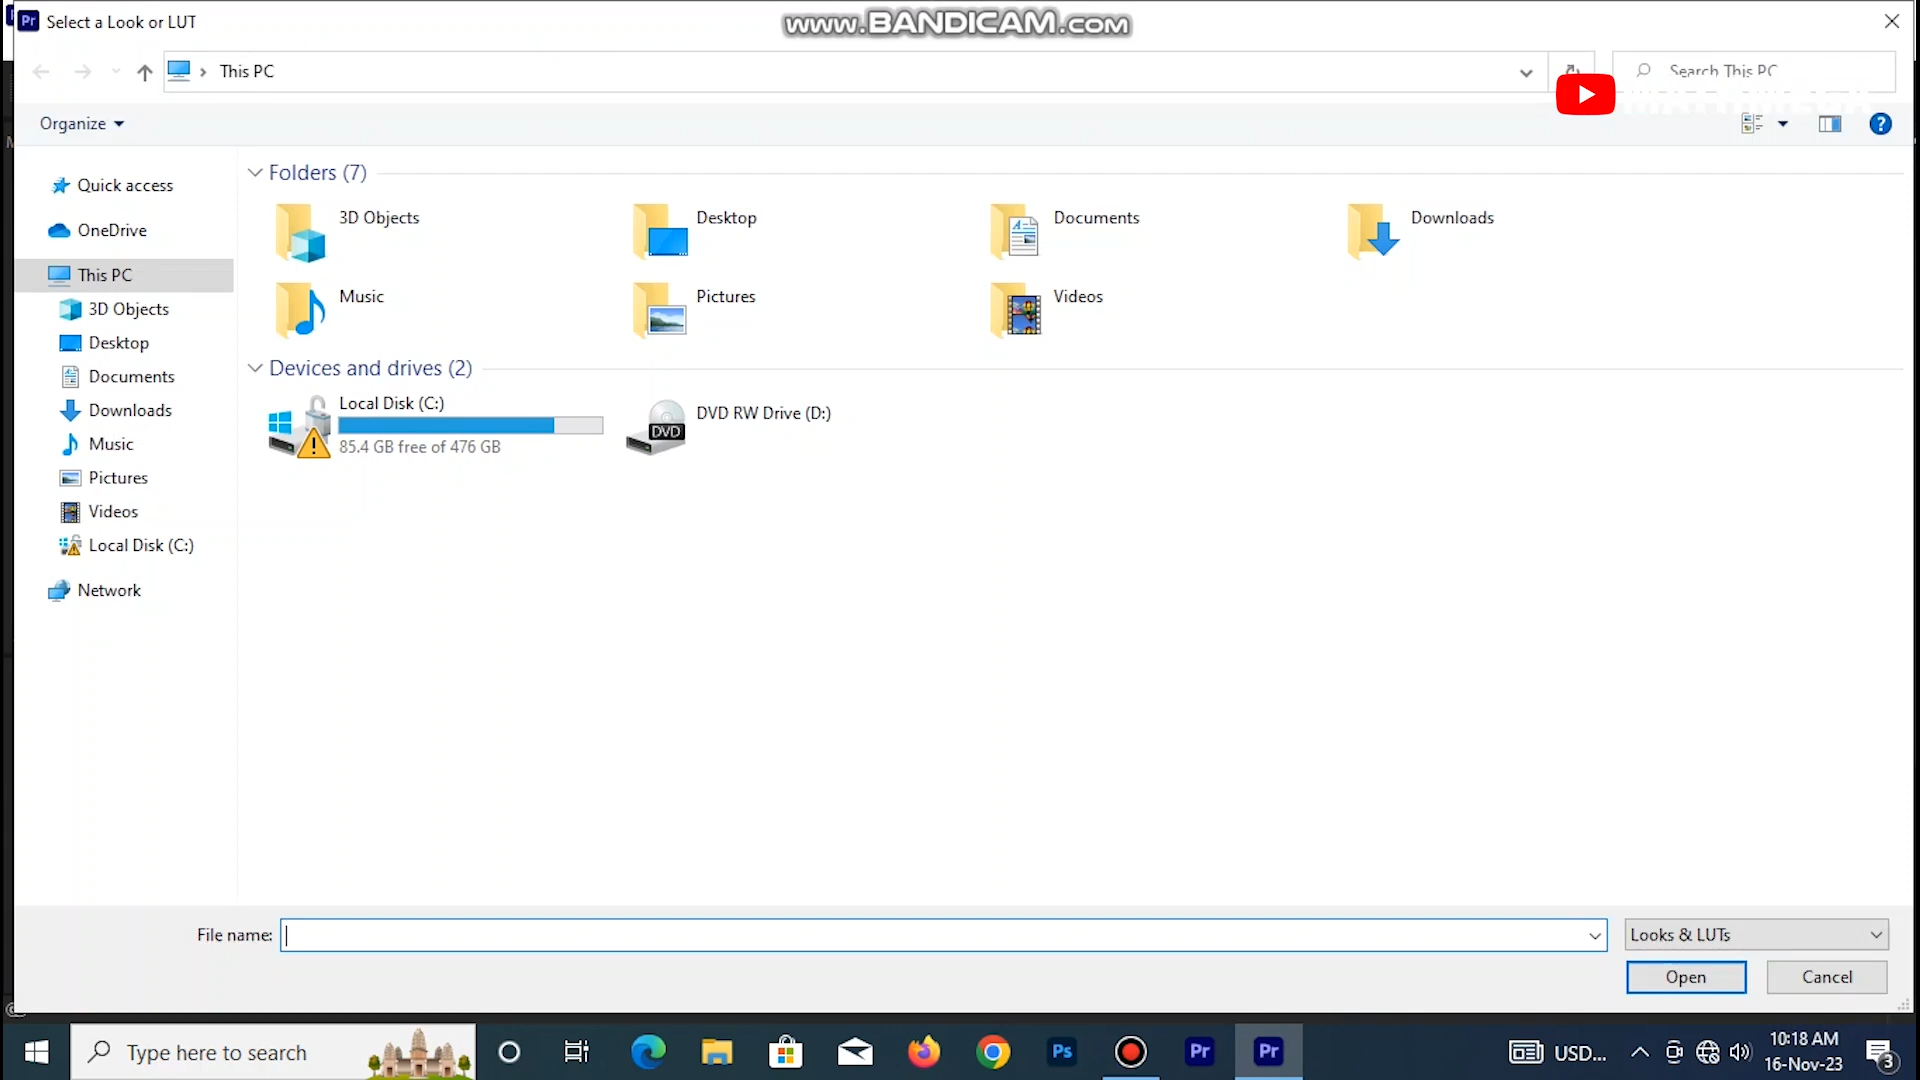 Select a Look or LUT
www.BANDICAM.com
This PC
Search This PC
Organize
Quick access
OneDrive
This PC
3D Objects
Desktop
Documents
Downloads
Music
Pictures
Videos
Local Disk (C:)
Network
Folders (7)
3D Objects
Desktop
Documents
Downloads
Music
Pictures
Videos
Devices and drives (2)
Local Disk (C:)
85.4 GB free of 476 GB
DVD
DVD RW Drive (D:)
File name:
Looks & LUTs
Open
Cancel
Type here to search
USD...
10:18 AM
16-Nov-23
3